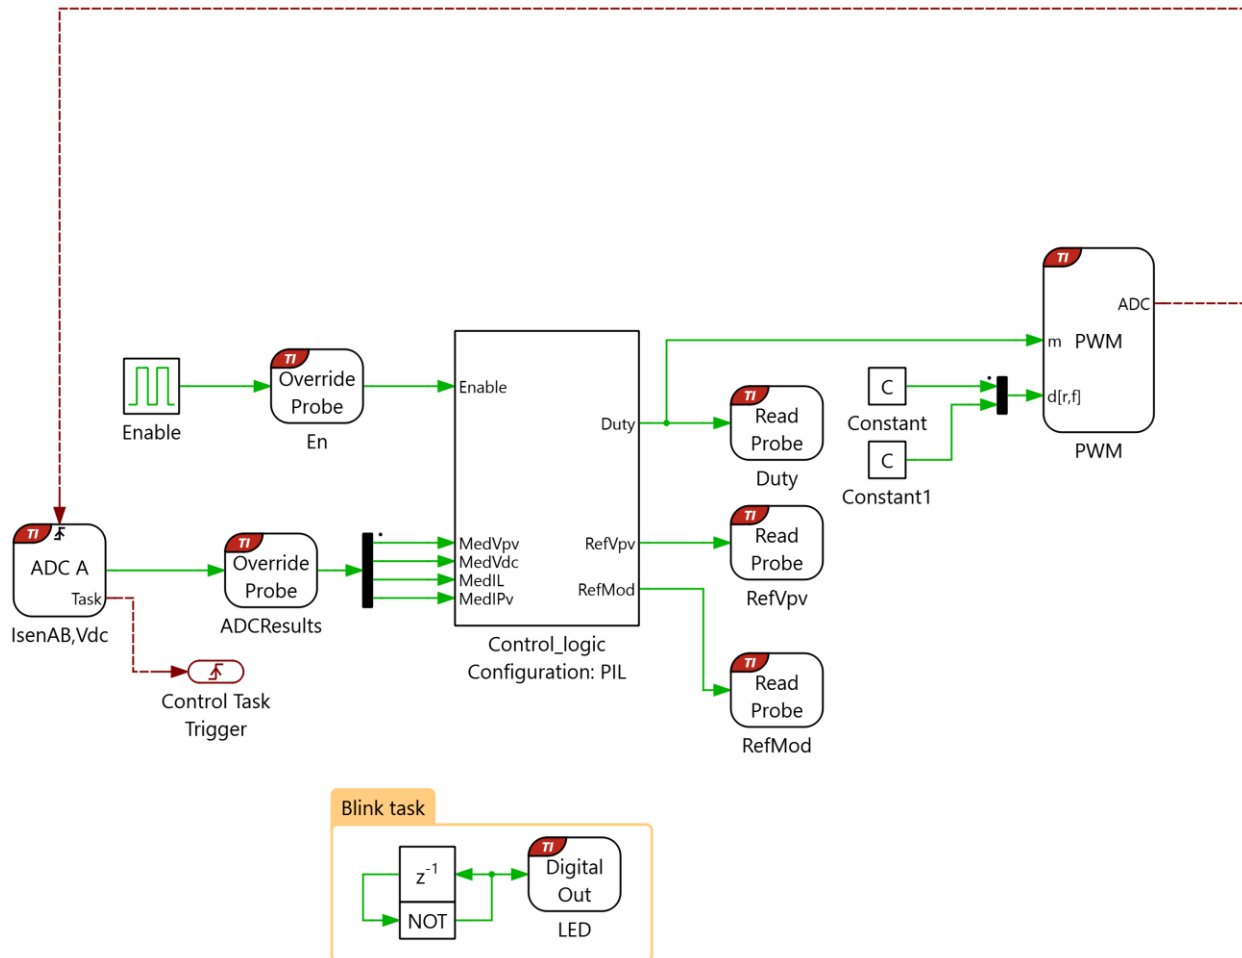 TI
ADC
m
PWM
d[r,f]
PWM
TI
Override
Probe
En
Enable
Enable
Duty
MedVpv
MedVdc
MedIL
MedIPv
RefVpv
RefMod
Control_logic
Configuration: PIL
TI
Read
Probe
Duty
C
Constant
C
Constant1
TI
Read
Probe
RefVpv
TI
Read
Probe
RefMod
TI
ADC A
Task
IsenAB,Vdc
TI
Override
Probe
ADCResults
Control Task
Trigger
Blink task
z-1
NOT
TI
Digital
Out
LED